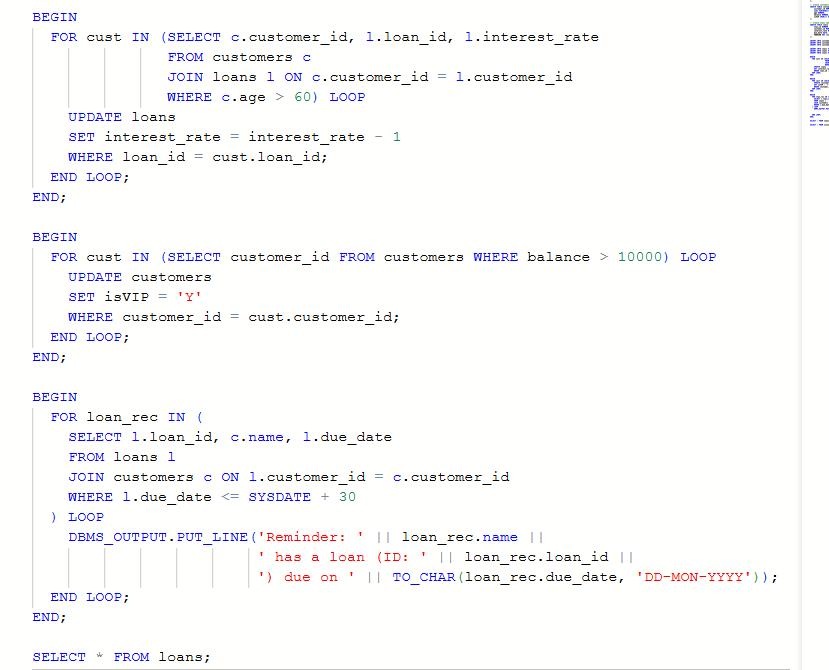 BEGIN
FOR cust IN (SELECT c.customer_id, l.loan_id, l.interest_rate
FROM customers c
JOIN loans l ON c.customer_id = l.customer_id
WHERE c.age > 60) LOOP
UPDATE loans
SET interest_rate = interest_rate - 1
WHERE loan_id = cust.loan_id;
END LOOP;
END;
BEGIN
FOR cust IN (SELECT customer_id FROM customers WHERE balance > 10000) LOOP
UPDATE customers
SET isVIP = 'Y'
WHERE customer_id = cust.customer_id;
END LOOP;
END;
BEGIN
FOR loan_rec IN (
SELECT l.loan_id, c.name, l.due_date
FROM loans l
JOIN customers c ON l.customer_id = c.customer_id
WHERE l.due_date <= SYSDATE + 30
) LOOP
DBMS_OUTPUT.PUT_LINE('Reminder: ' || loan_rec.name ||
' has a loan (ID: ' || loan_rec.loan_id ||
') due on ' || TO_CHAR(loan_rec.due_date, 'DD-MON-YYYY'));
END LOOP;
END;
SELECT * FROM loans;